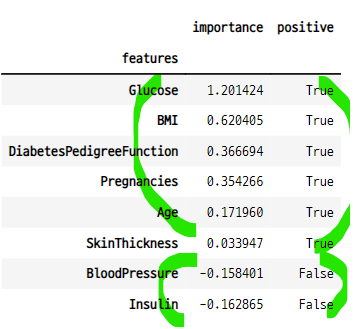 importance positive
features
Glucose 1.201424 True
BMI 0.620405 True
DiabetesPedigreeFunction 0.366694 True
Pregnancies 0.354266 True
Age 0.171960 True
SkinThickness 0.033947 True
BloodPressure -0.158401 False
Insulin -0.162865 False